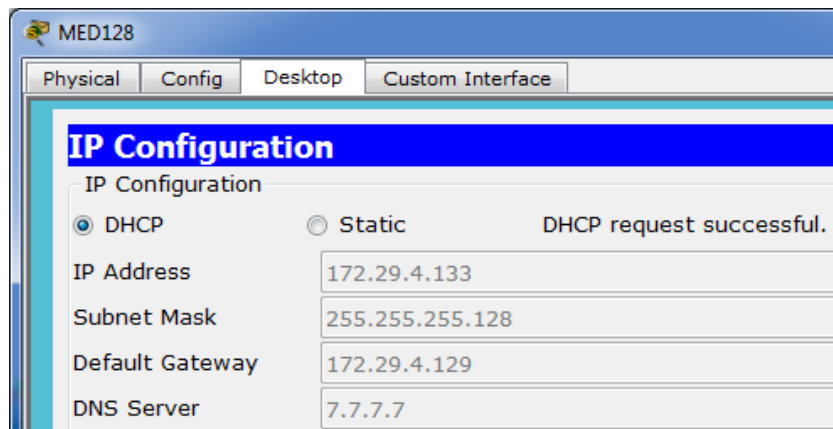 MED128
Physical Config Desktop Custom Interface
IP Configuration
IP Configuration
DHCP Static DHCP request successful.
IP Address 172.29.4.133
Subnet Mask 255.255.255.128
Default Gateway 172.29.4.129
DNS Server 7.7.7.7